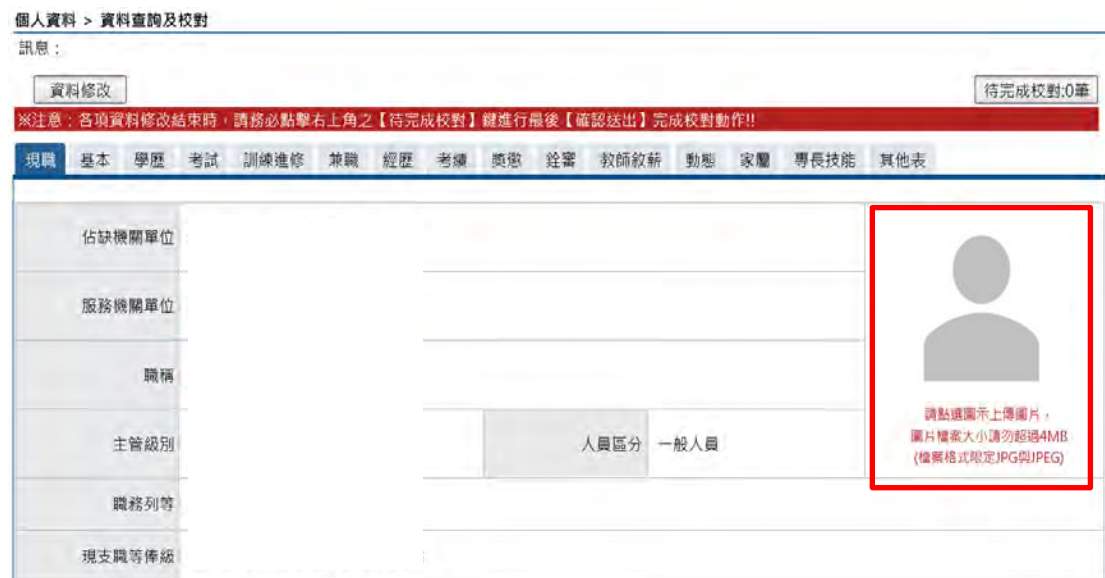 個人資料 > 資料查詢及校對
訊息：
資料修改
待完成校對:0筆
※注意：各項資料修改結束時，請務必點擊右上角之【待完成校對】鍵進行最後【確認送出】完成校對動作!!
現職 基本 學歷 考試 訓練進修 兼職 經歷 考績 獎懲 銓審 教師敘薪 動態 家屬 專長技能 其他表
佔缺機關單位
服務機關單位
職稱
請點選圖示上傳圖片，
圖片檔案大小請勿超過4MB
(檔案格式限定JPG與JPEG)
主管級別
人員區分 一般人員
職務列等
現支職等俸級